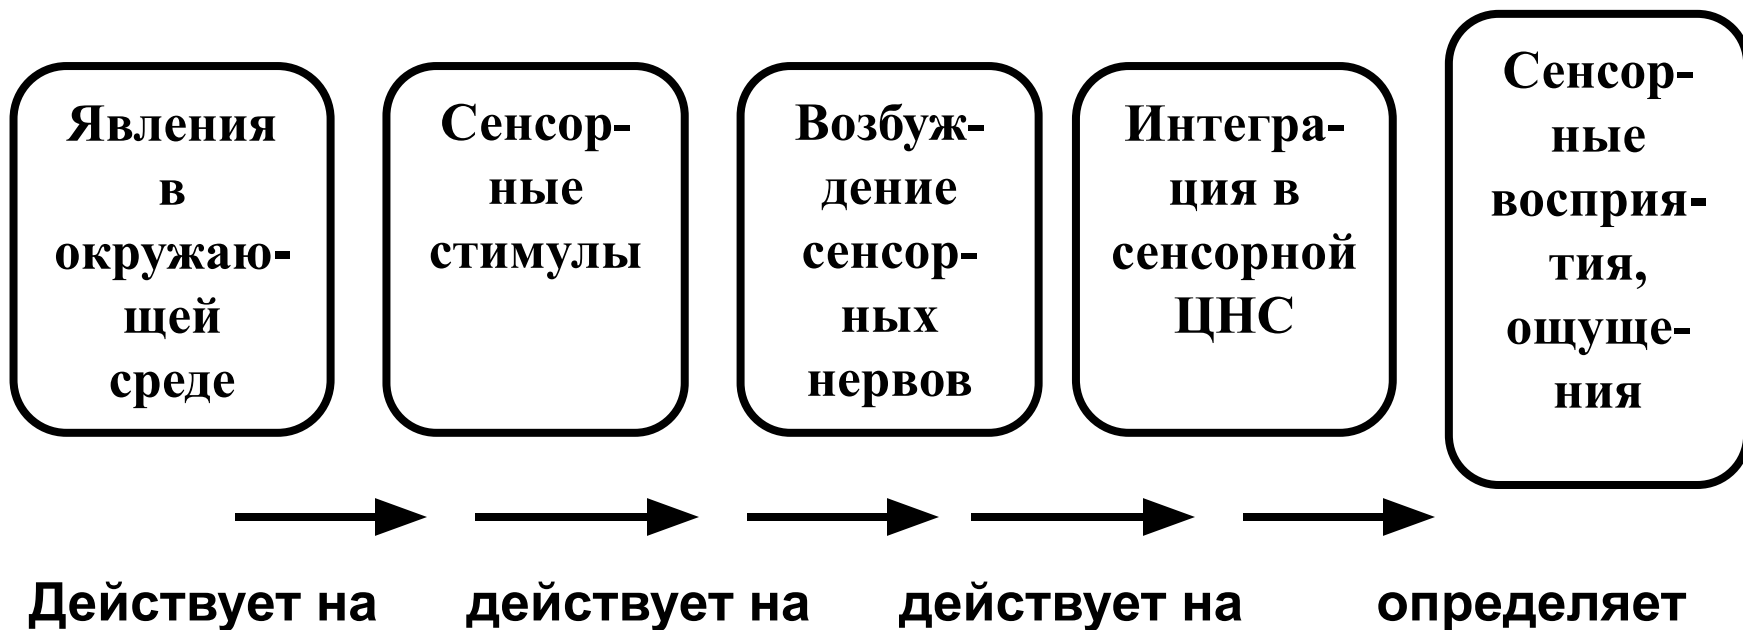 Явления
в
окружаю-
щей
среде
Сенсор-
ные
стимулы
Возбуж-
дение
сенсор-
ных
нервов
Интегра-
ция в
сенсорной
ЦНС
Сенсор-
ные
восприя-
тия,
ощуще-
ния
Действует на действует на действует на определяет